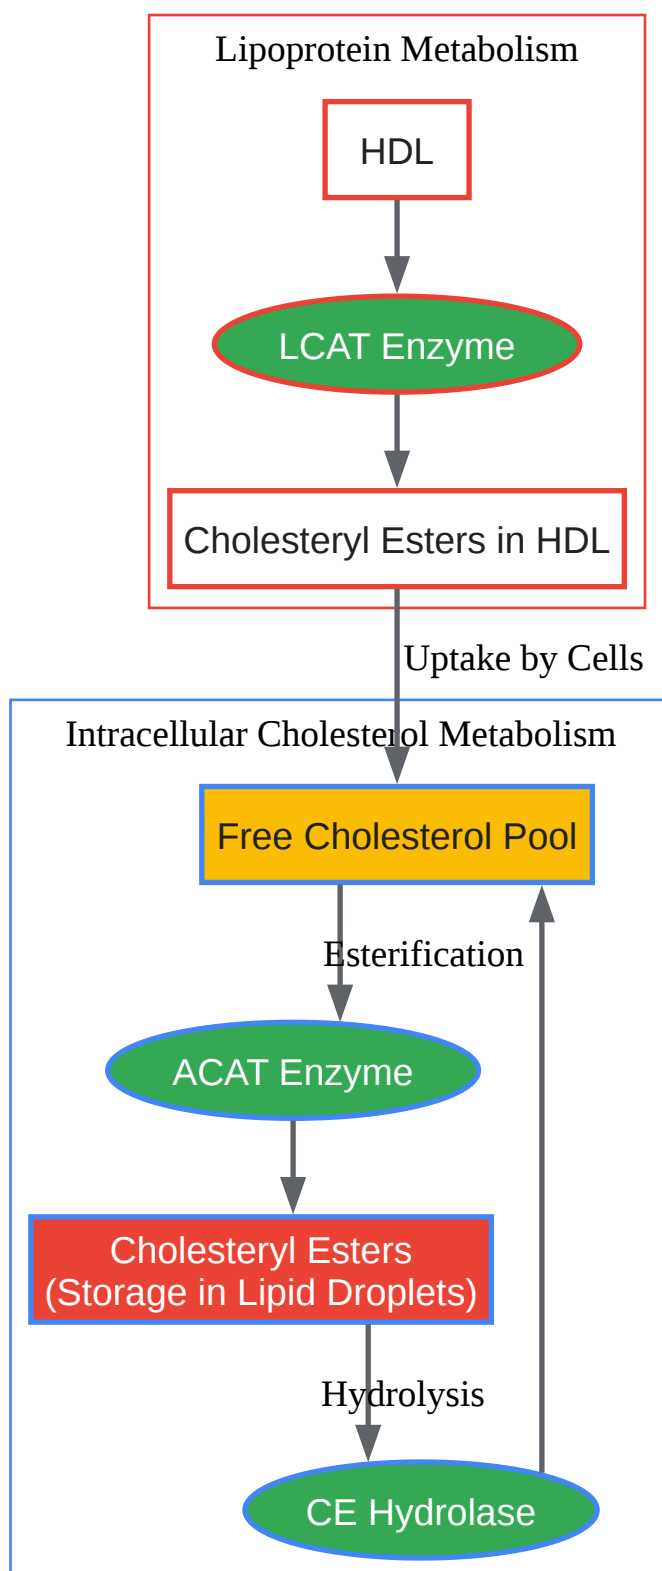 Lipoprotein Metabolism
HDL
LCAT Enzyme
Cholesteryl Esters in HDL
Uptake by Cells
Intracellular Cholesterol Metabolism
Free Cholesterol Pool
Esterification
ACAT Enzyme
Cholesteryl Esters
(Storage in Lipid Droplets)
Hydrolysis
CE Hydrolase